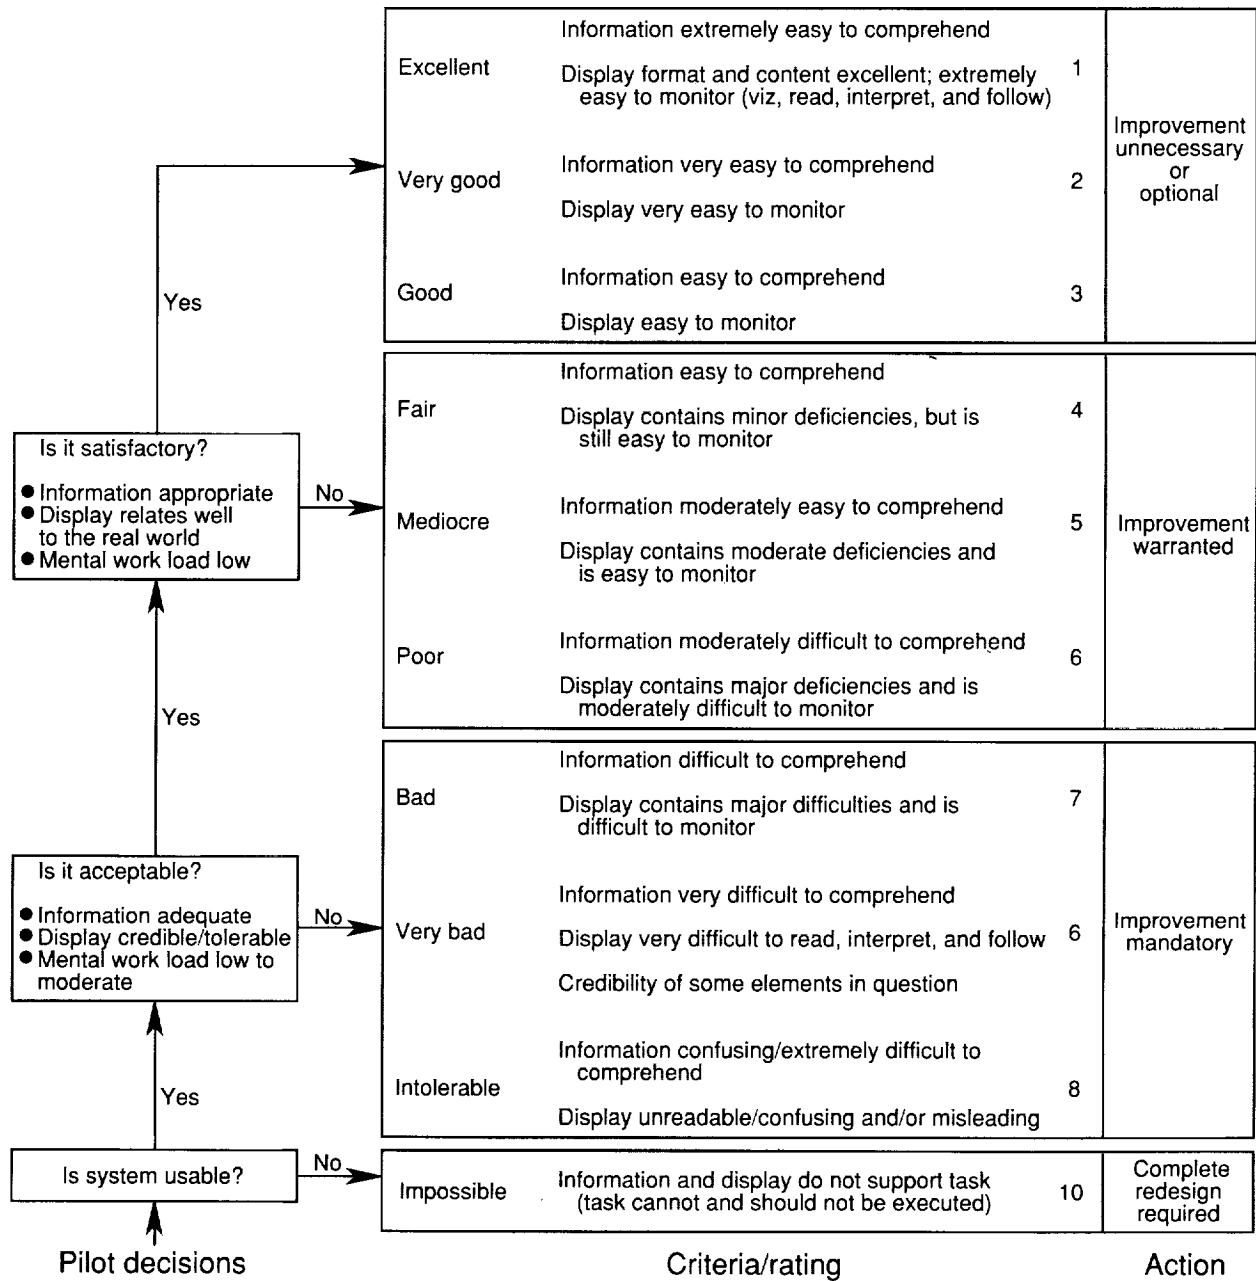 Excellent
Information extremely easy to comprehend
Display format and content excellent; extremely
easy to monitor (viz, read, interpret, and follow)
1
Very good
Information very easy to comprehend
Display very easy to monitor
2
Good
Information easy to comprehend
Display easy to monitor
3
Improvement
unnecessary
or
optional
Yes
Fair
Information easy to comprehend
Display contains minor deficiencies, but is
still easy to monitor
4
Mediocre
Information moderately easy to comprehend
Display contains moderate deficiencies and
is easy to monitor
5
Poor
Information moderately difficult to comprehend
Display contains major deficiencies and is
moderately difficult to monitor
6
Improvement
warranted
Is it satisfactory?
● Information appropriate
● Display relates well
to the real world
● Mental work load low
No
Yes
Bad
Information difficult to comprehend
Display contains major difficulties and is
difficult to monitor
7
Very bad
Information very difficult to comprehend
Display very difficult to read, interpret, and follow
Credibility of some elements in question
6
Intolerable
Information confusing/extremely difficult to
comprehend
Display unreadable/confusing and/or misleading
8
Improvement
mandatory
Is it acceptable?
● Information adequate
● Display credible/tolerable
● Mental work load low to
moderate
No
Yes
Is system usable?
No
Impossible
Information and display do not support task
(task cannot and should not be executed)
10
Complete
redesign
required
Pilot decisions
Criteria/rating
Action